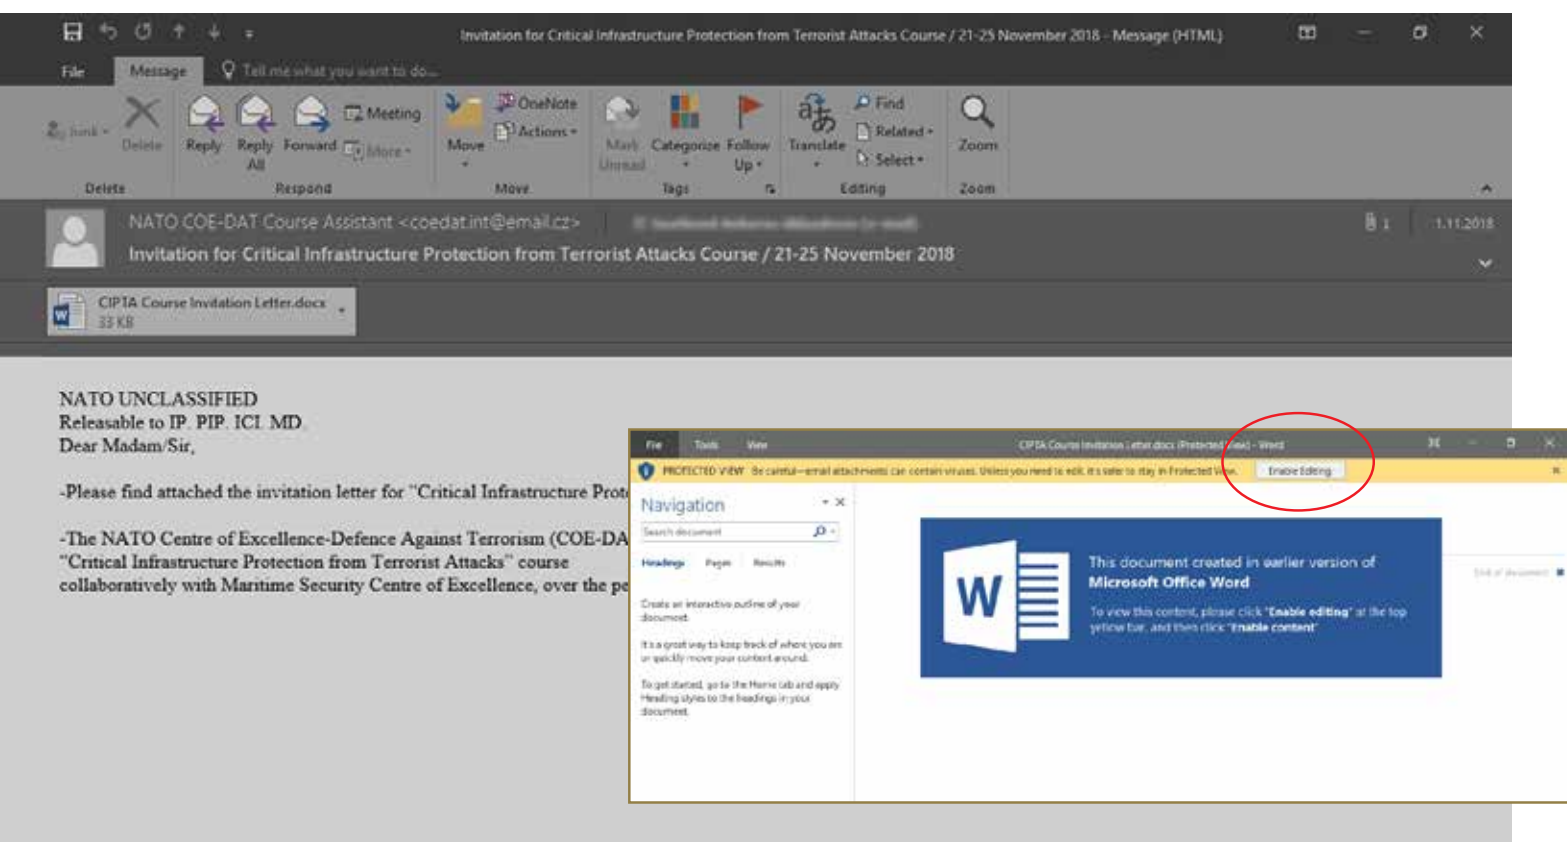 Invitation for Critical Infrastructure Protection from Terrorist Attacks Course / 21-25 November 2018 - Message (HTML)
File Message Tell me what you want to do...
Junk Delete Reply Reply All Forward Meeting More Move OneNote Actions Mark Unread Categorize Follow Up Translate Find Related Select Zoom
Delete Respond Move Tags Editing Zoom
NATO COE-DAT Course Assistant <coedat.int@email.cz> 1 1.11.2018
Invitation for Critical Infrastructure Protection from Terrorist Attacks Course / 21-25 November 2018
CIPTA Course Invitation Letter.docx
33 KB
NATO UNCLASSIFIED
Releasable to IP. PIP. ICI. MD.
Dear Madam/Sir,
-Please find attached the invitation letter for "Critical Infrastructure Prot
-The NATO Centre of Excellence-Defence Against Terrorism (COE-DA
"Critical Infrastructure Protection from Terrorist Attacks" course
collaboratively with Maritime Security Centre of Excellence, over the pe
File Tools View CIPTA Course Invitation Letter.docx (Protected View) - Word
PROTECTED VIEW Be careful—email attachments can contain viruses. Unless you need to edit, it's safer to stay in Protected View. Enable Editing
Navigation
Search document
Headings Pages Results
Create an interactive outline of your
document.
It's a great way to keep track of where you are
or quickly move your content around.
To get started, go to the Home tab and apply
Heading styles to the headings in your
document.
W
This document created in earlier version of
Microsoft Office Word
To view this content, please click "Enable editing" at the top
yellow bar, and then click "Enable content"
End of document